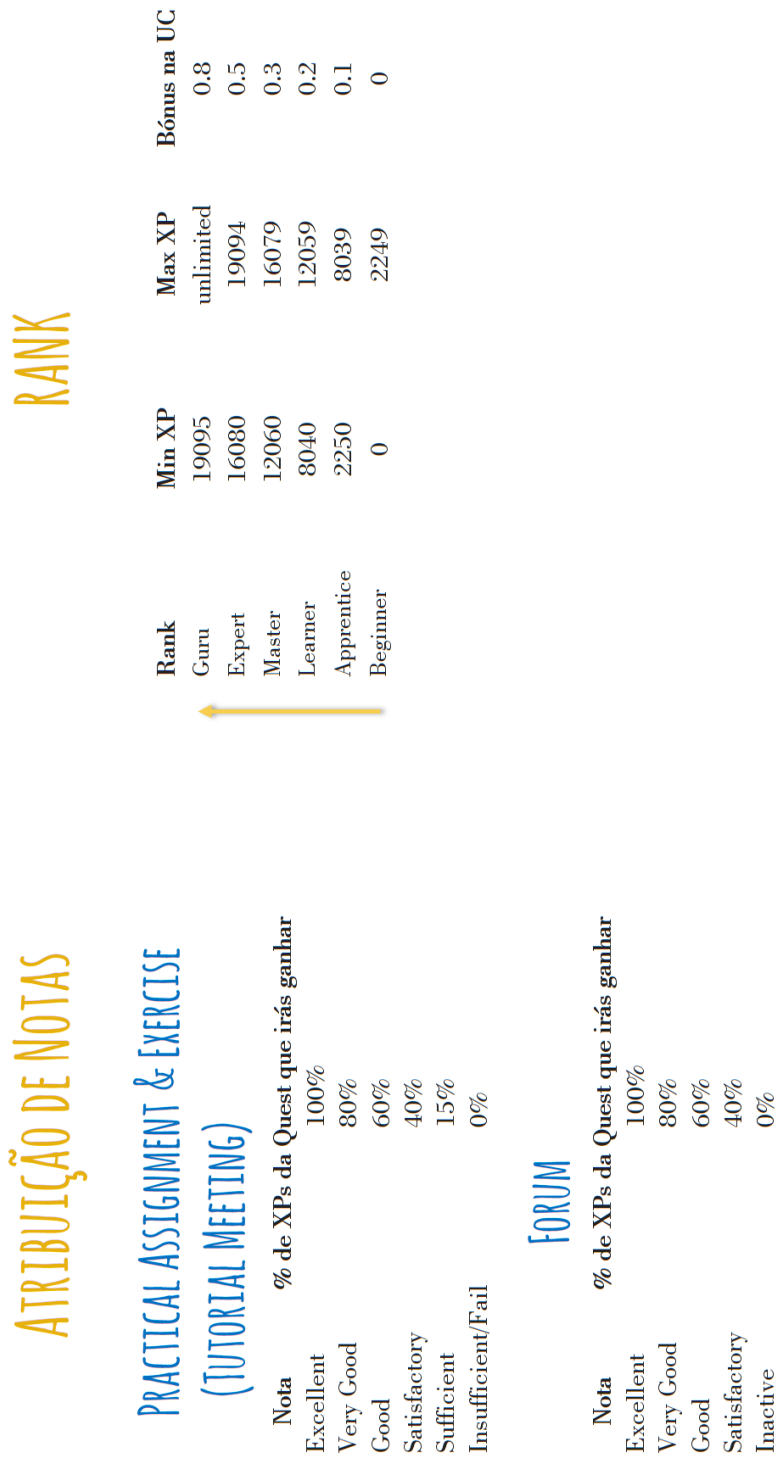 ATRIBUIÇÃO DE NOTAS
PRACTICAL ASSIGNMENT & EXERCISE
(TUTORIAL MEETING)
Nota % de XPs da Quest que irás ganhar
Excellent 100%
Very Good 80%
Good 60%
Satisfactory 40%
Sufficient 15%
Insufficient/Fail 0%
FORUM
Nota % de XPs da Quest que irás ganhar
Excellent 100%
Very Good 80%
Good 60%
Satisfactory 40%
Inactive 0%
RANK
Rank Min XP Max XP Bónus na UC
Guru 19095 unlimited 0.8
Expert 16080 19094 0.5
Master 12060 16079 0.3
Learner 8040 12059 0.2
Apprentice 2250 8039 0.1
Beginner 0 2249 0